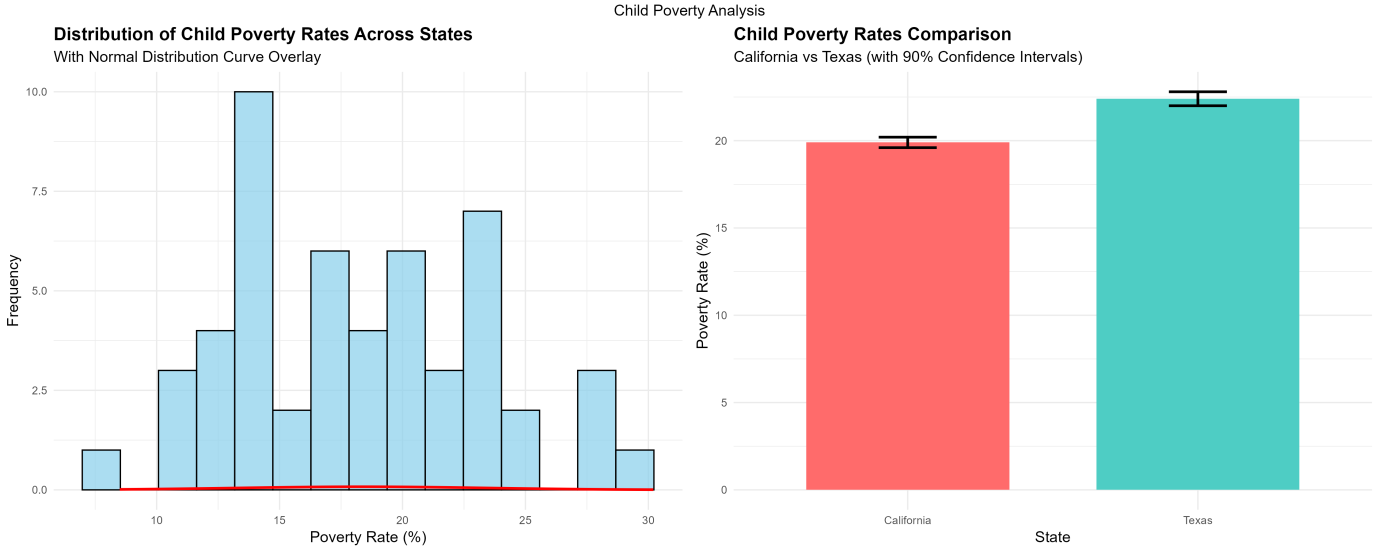 Child Poverty Analysis
Distribution of Child Poverty Rates Across States
With Normal Distribution Curve Overlay
Frequency
10.0
7.5
5.0
2.5
0.0
10 15 20 25 30
Poverty Rate (%)
Child Poverty Rates Comparison
California vs Texas (with 90% Confidence Intervals)
Poverty Rate (%)
20
15
10
5
0
California Texas
State